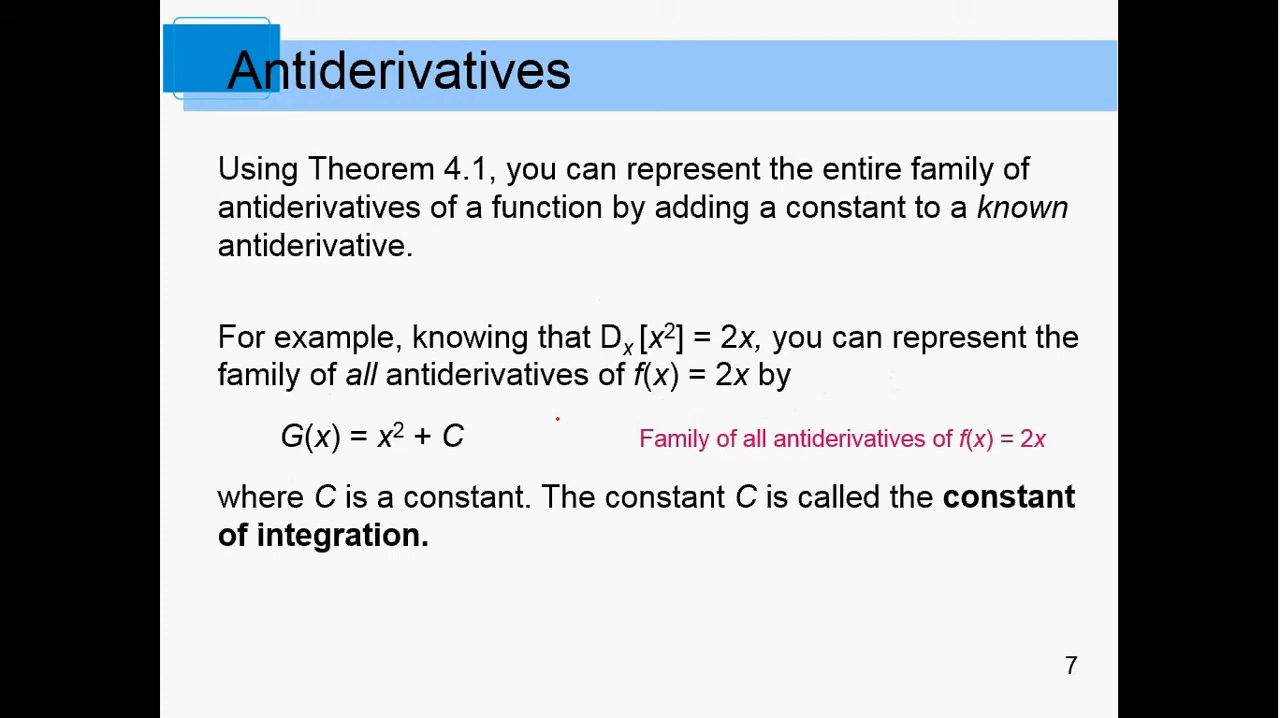 Antiderivatives
Using Theorem 4.1, you can represent the entire family of
antiderivatives of a function by adding a constant to a known
antiderivative.
For example, knowing that Dₓ [x²] = 2x, you can represent the
family of all antiderivatives of f(x) = 2x by
G(x) = x² + C Family of all antiderivatives of f(x) = 2x
where C is a constant. The constant C is called the constant
of integration.
7